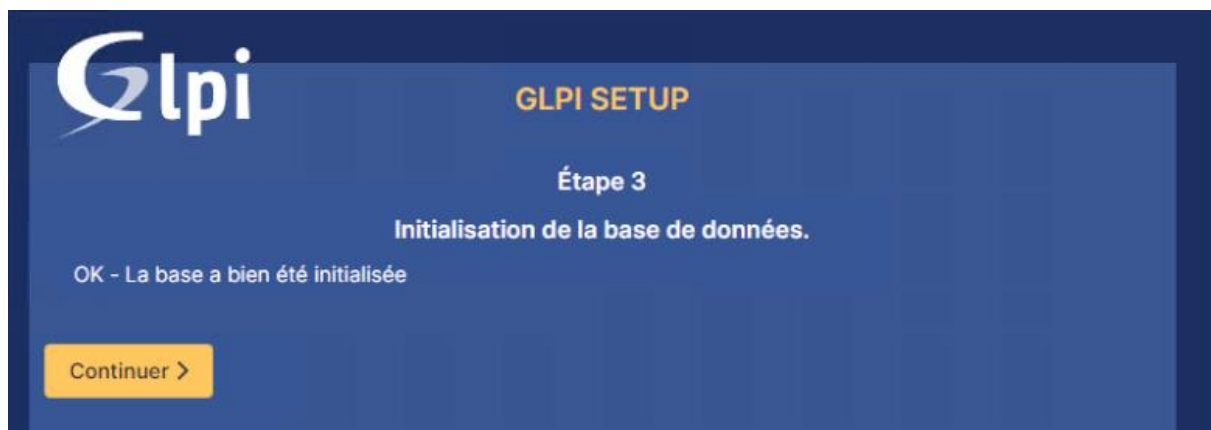 Glpi
GLPI SETUP
Étape 3
Initialisation de la base de données.
OK - La base a bien été initialisée
Continuer >